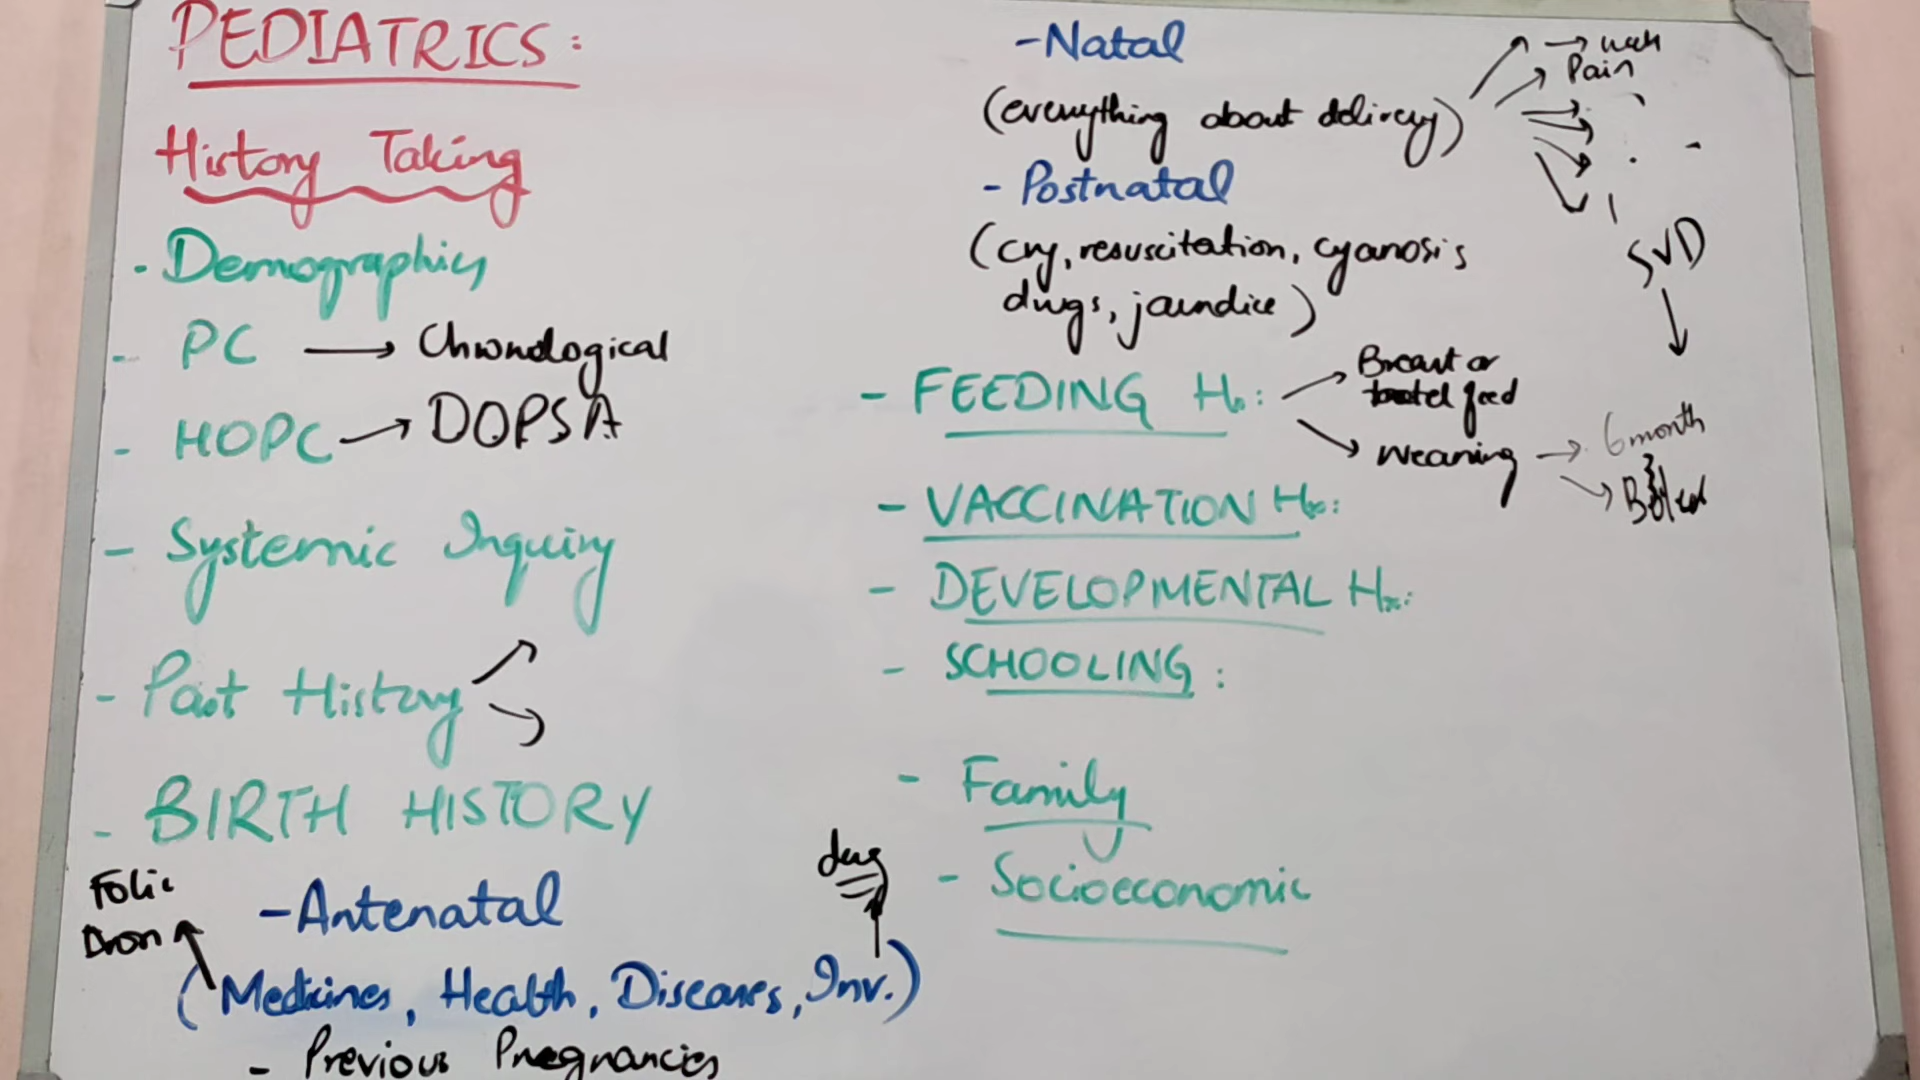 PEDIATRICS:
History Taking
- Demographics
- PC → Chronological
- HOPC → DOPSA
- Systemic Inquiry
- Past History
- BIRTH HISTORY
Folic
Iron
- Antenatal
(Medicines, Health, Diseases, Inv.)
drug
- Previous Pregnancies
- Natal
(everything about delivery)
→ Pain
- Postnatal
(cry, resuscitation, cyanosis
drugs, jaundice)
SVD
- FEEDING Hx:
Breast or
feed
weaning → 6 month
- VACCINATION Hx:
- DEVELOPMENTAL Hx:
- SCHOOLING:
- Family
- Socioeconomic